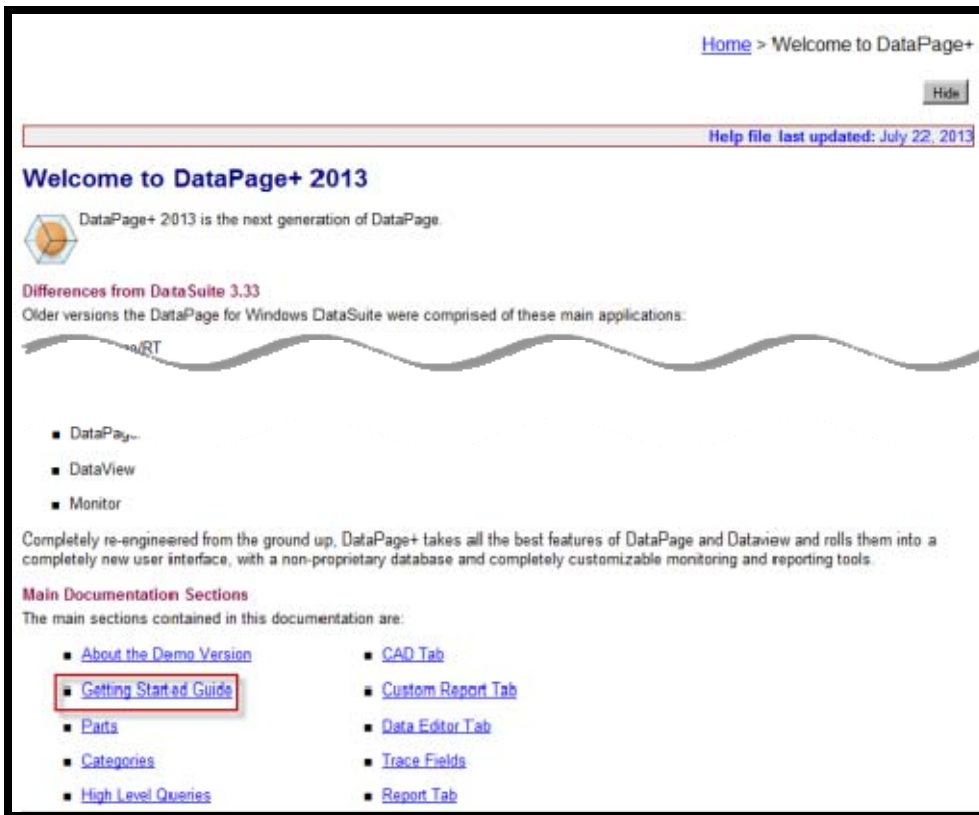 Home > Welcome to DataPage+
Hide
Help file last updated: July 22, 2013
Welcome to DataPage+ 2013
DataPage+ 2013 is the next generation of DataPage.
Differences from DataSuite 3.33
Older versions the DataPage for Windows DataSuite were comprised of these main applications:
/RT
DataView
Monitor
Completely re-engineered from the ground up, DataPage+ takes all the best features of DataPage and Dataview and rolls them into a
completely new user interface, with a non-proprietary database and completely customizable monitoring and reporting tools.
Main Documentation Sections
The main sections contained in this documentation are:
About the Demo Version
Getting Started Guide
Parts
Categories
High Level Queries
CAD Tab
Custom Report Tab
Data Editor Tab
Trace Fields
Report Tab